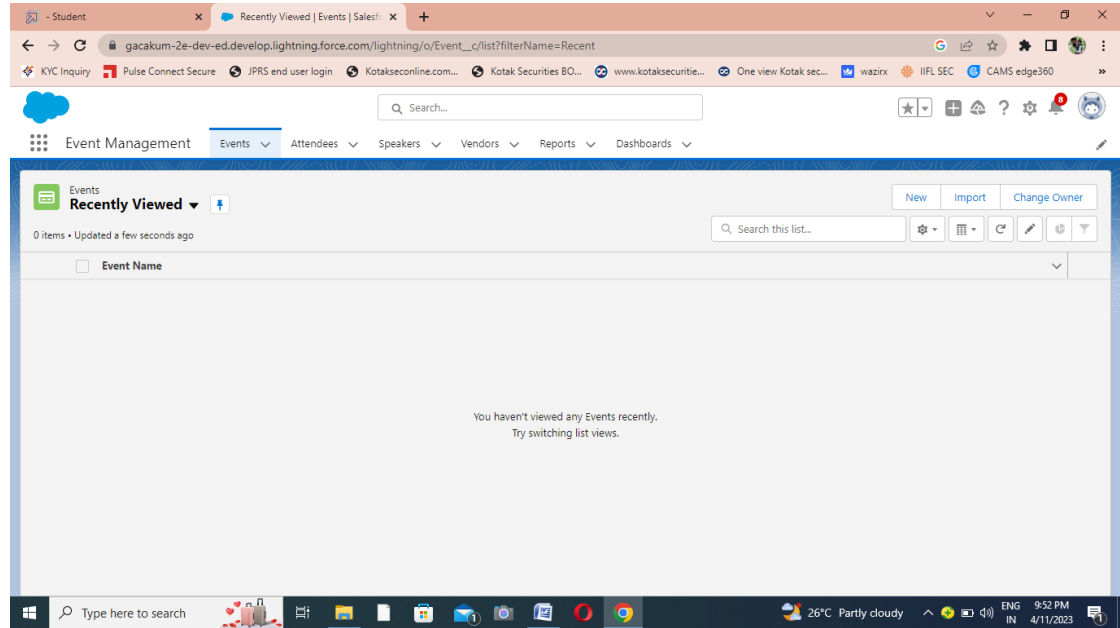 - Student
Recently Viewed | Events | Salesfo
gacakum-2e-dev-ed.develop.lightning.force.com/lightning/o/Event__c/list?filterName=Recent
KYC Inquiry Pulse Connect Secure JPRS end user login Kotakseconline.com... Kotak Securities BO... www.kotaksecuritie... One view Kotak sec... wazirx IIFL SEC CAMS edge360 »
Search...
8
Event Management Events Attendees Speakers Vendors Reports Dashboards
Events
Recently Viewed
New Import Change Owner
0 items • Updated a few seconds ago
Search this list...
Event Name
You haven't viewed any Events recently.
Try switching list views.
Type here to search
1
26°C Partly cloudy
ENG
IN
9:52 PM
4/11/2023
1